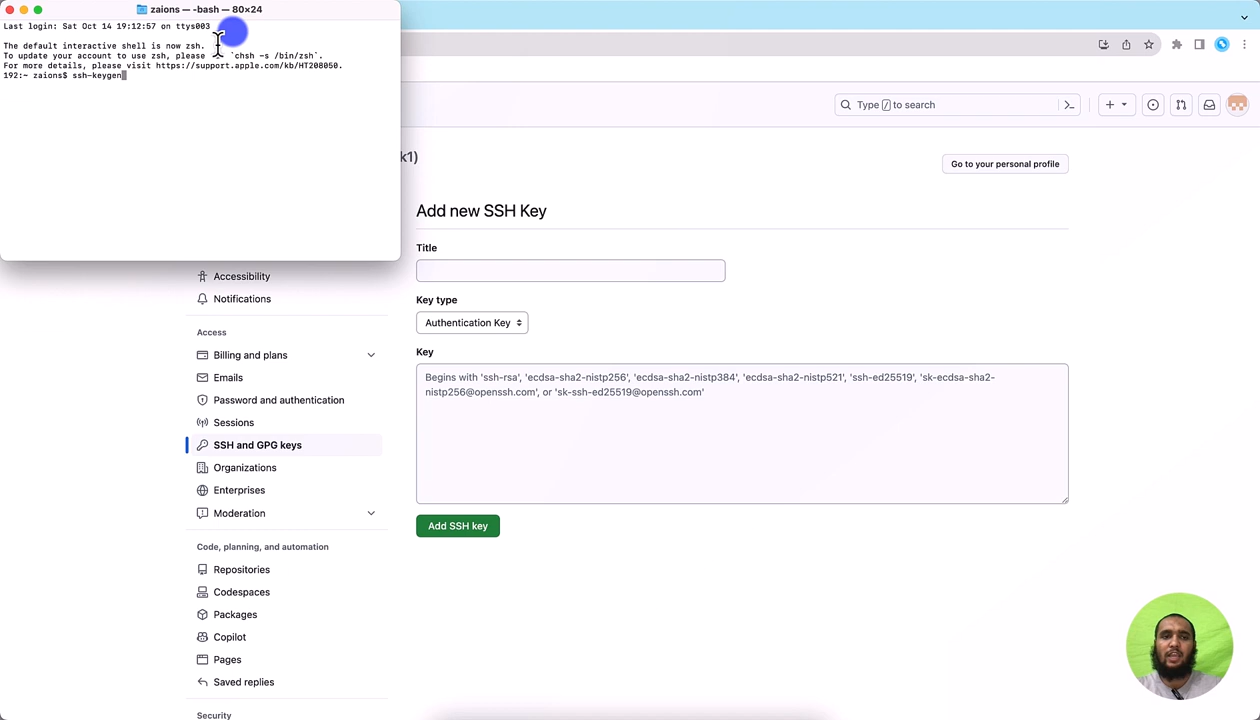 zaions — -bash — 80×24
Last login: Sat Oct 14 19:12:57 on ttys003
The default interactive shell is now zsh.
To update your account to use zsh, please `chsh -s /bin/zsh`.
For more details, please visit https://support.apple.com/kb/HT208050.
192:~ zaions$ ssh-keygen
Type / to search
k1)
Go to your personal profile
Add new SSH Key
Title
Key type
Authentication Key
Key
Begins with 'ssh-rsa', 'ecdsa-sha2-nistp256', 'ecdsa-sha2-nistp384', 'ecdsa-sha2-nistp521', 'ssh-ed25519', 'sk-ecdsa-sha2-
nistp256@openssh.com', or 'sk-ssh-ed25519@openssh.com'
Add SSH key
Accessibility
Notifications
Access
Billing and plans
Emails
Password and authentication
Sessions
SSH and GPG keys
Organizations
Enterprises
Moderation
Code, planning, and automation
Repositories
Codespaces
Packages
Copilot
Pages
Saved replies
Security